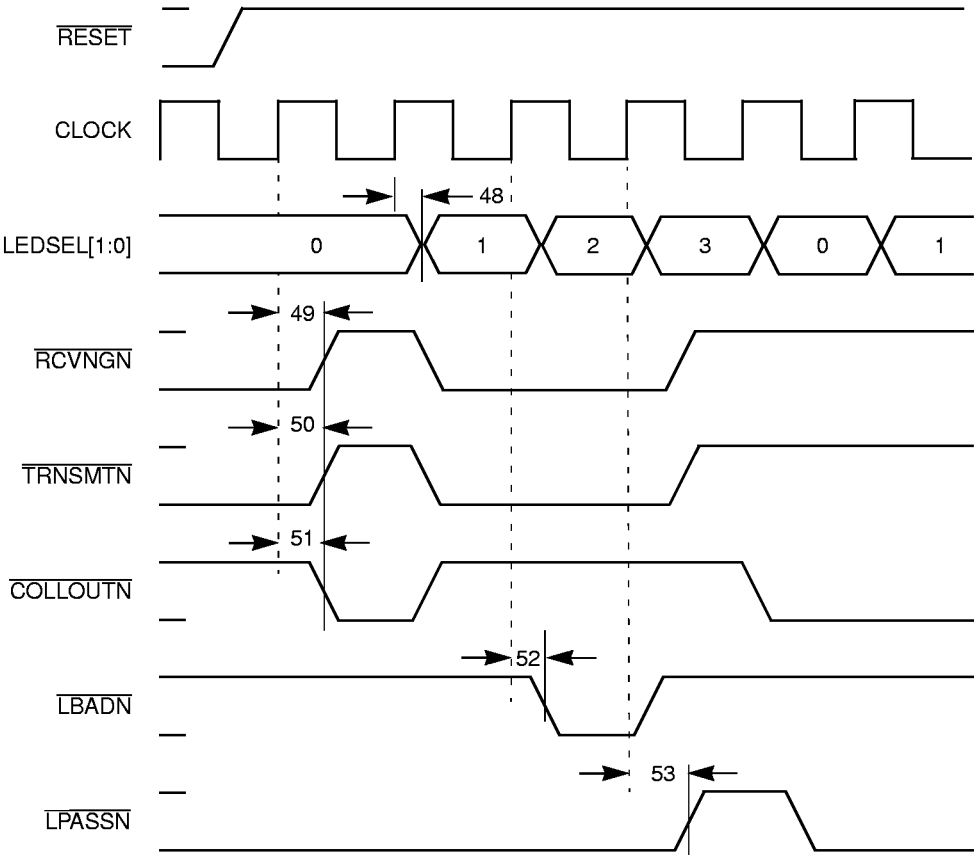 RESET
CLOCK
48
LEDSEL[1:0] 0 1 2 3 0 1
49
RCVNGN
50
TRNSMTN
51
COLLOUTN
52
LBADN
53
LPASSN